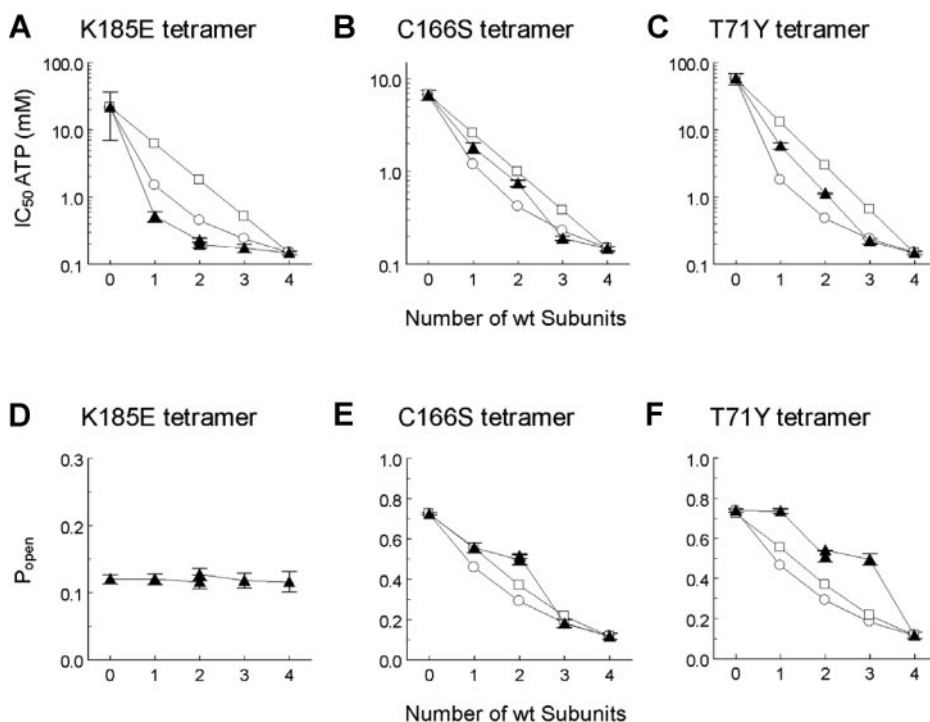 A K185E tetramer B C166S tetramer C T71Y tetramer
IC50 ATP (mM)
100.0
10.0
1.0
0.1
0 1 2 3 4
10.0
1.0
0.1
0 1 2 3 4
100.0
10.0
1.0
0.1
0 1 2 3 4
Number of wt Subunits
D K185E tetramer E C166S tetramer F T71Y tetramer
Popen
0.3
0.2
0.1
0.0
0 1 2 3 4
1.0
0.8
0.6
0.4
0.2
0.0
0 1 2 3 4
1.0
0.8
0.6
0.4
0.2
0.0
0 1 2 3 4
Number of wt Subunits